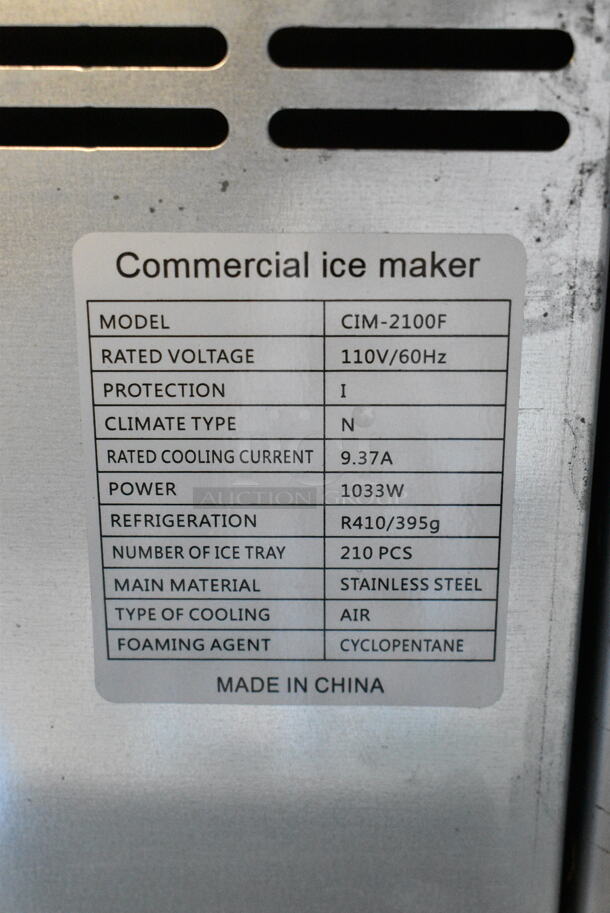 Commercial ice maker
MODEL CIM-2100F
RATED VOLTAGE 110V/60Hz
PROTECTION I
CLIMATE TYPE N
RATED COOLING CURRENT 9.37A
POWER 1033W
REFRIGERATION R410/395g
NUMBER OF ICE TRAY 210 PCS
MAIN MATERIAL STAINLESS STEEL
TYPE OF COOLING AIR
FOAMING AGENT CYCLOPENTANE
MADE IN CHINA
AUCTION GROUP